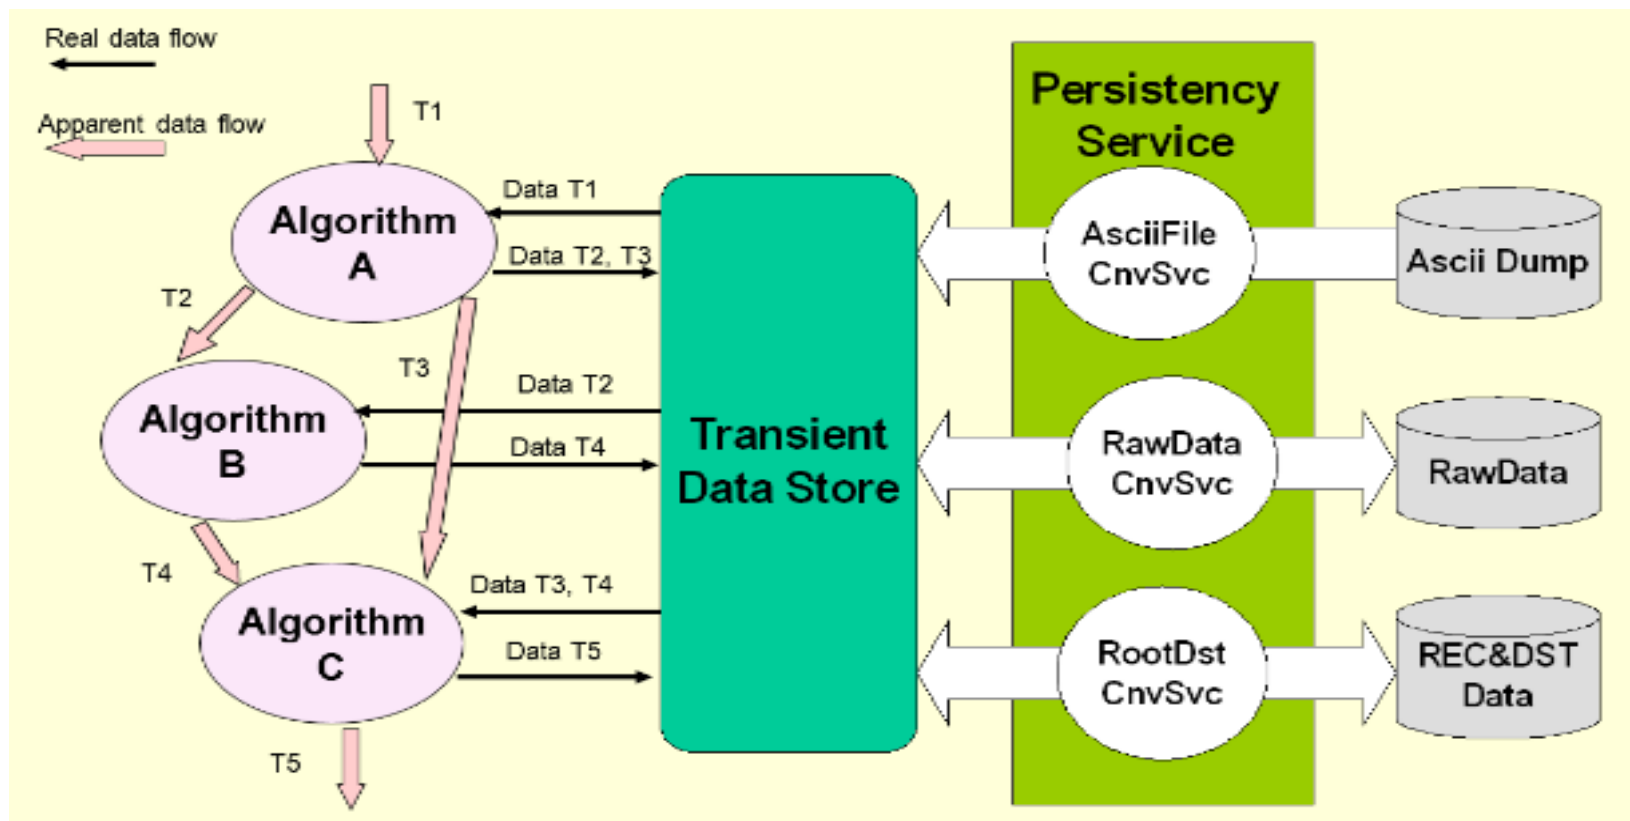 Real data flow
Apparent data flow
T1
Algorithm
A
T2
T3
Algorithm
B
T4
Algorithm
C
T5
Data T1
Data T2, T3
Data T2
Data T4
Data T3, T4
Data T5
Transient
Data Store
Persistency
Service
AsciiFile
CnvSvc
RawData
CnvSvc
RootDst
CnvSvc
Ascii Dump
RawData
REC&DST
Data